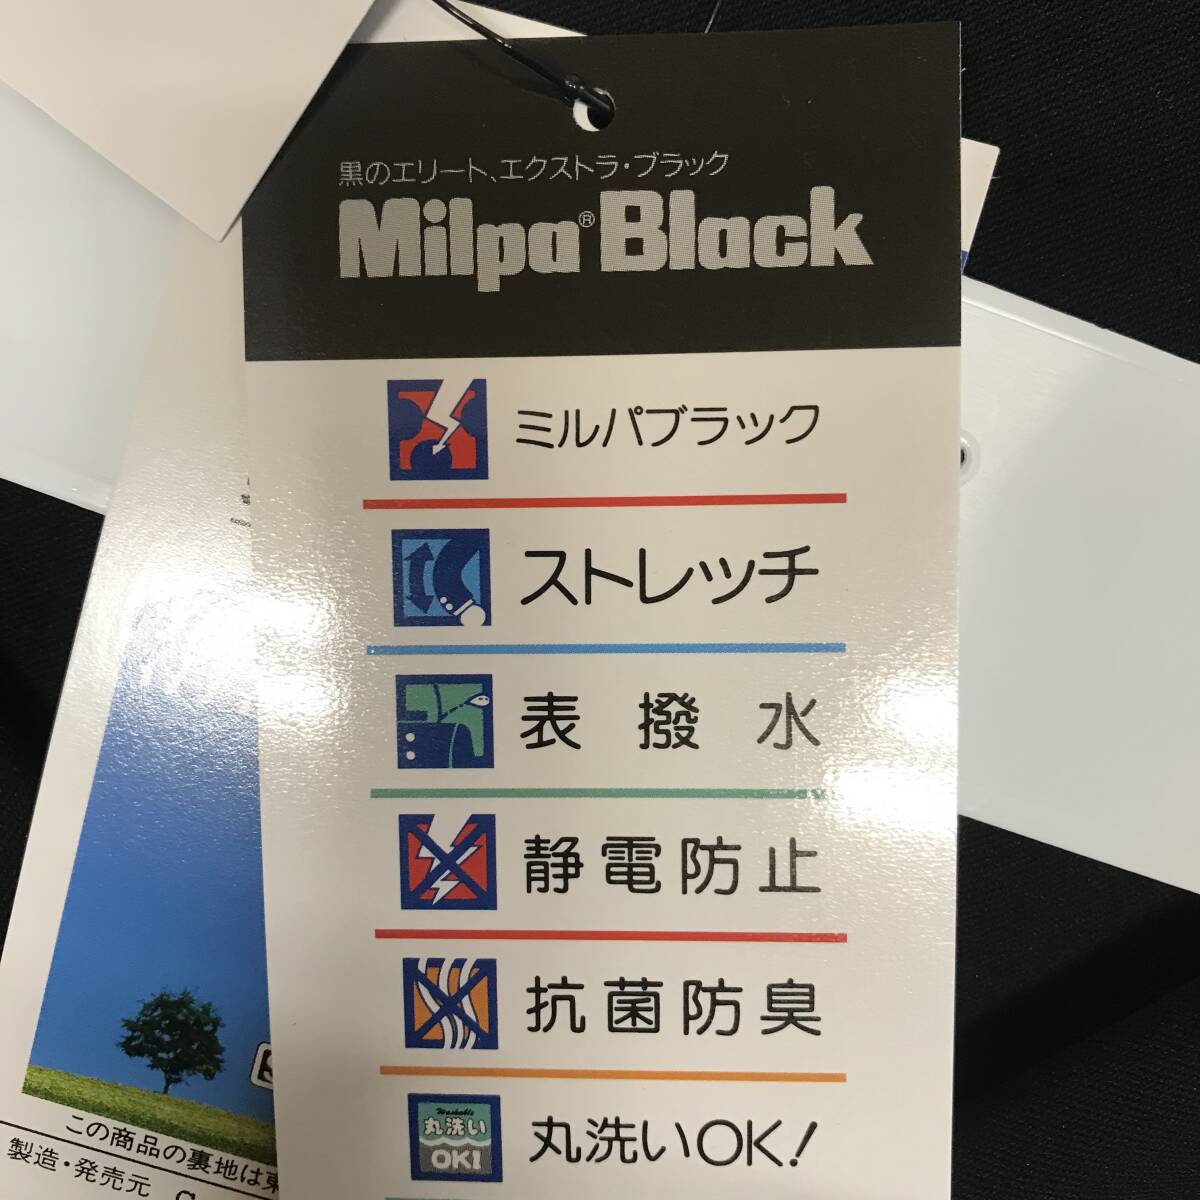 黒のエリート、エクストラ・ブラック
Milpa® Black
ミルパブラック
ストレッチ
表撥水
静電防止
抗菌防臭
Washable
丸洗い
OK!
丸洗いOK!
この商品の裏地は東
製造・発売元